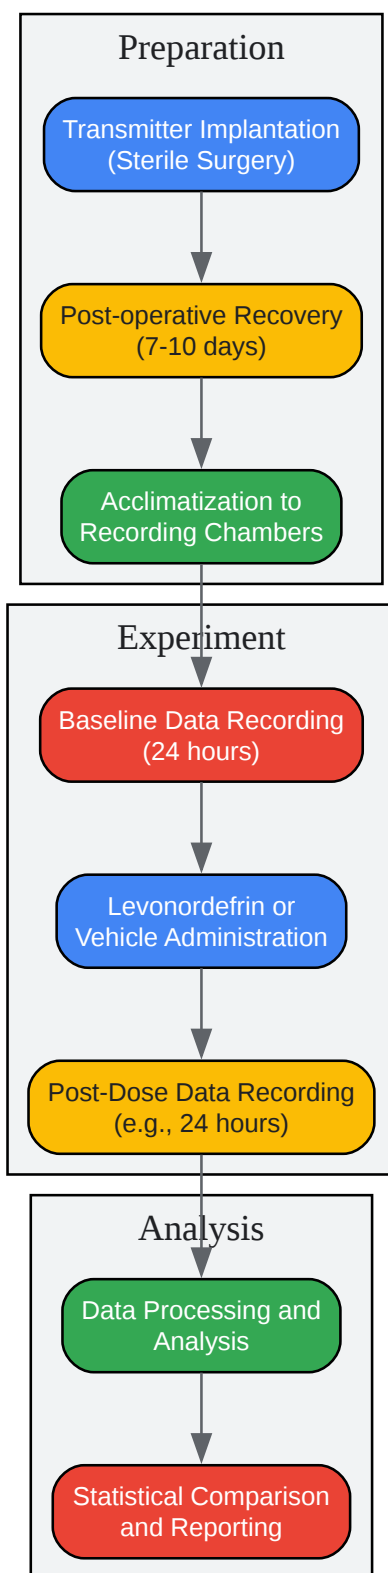 Preparation
Transmitter Implantation
(Sterile Surgery)
Post-operative Recovery
(7-10 days)
Acclimatization to
Recording Chambers
Experiment
Baseline Data Recording
(24 hours)
Levonordefrin or
Vehicle Administration
Post-Dose Data Recording
(e.g., 24 hours)
Analysis
Data Processing and
Analysis
Statistical Comparison
and Reporting